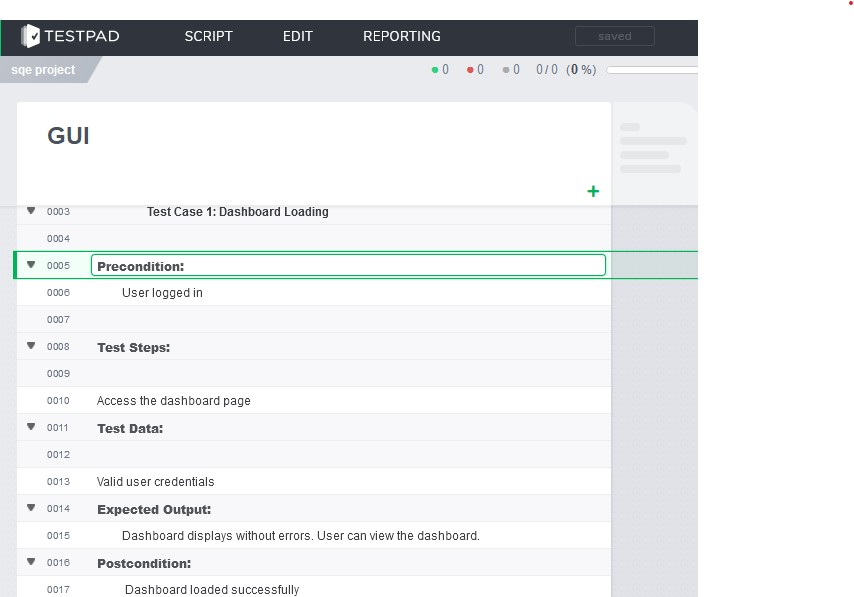 TESTPAD SCRIPT EDIT REPORTING saved
sqe project 0 0 0 0/0 (0 %)
GUI
+
0003 Test Case 1: Dashboard Loading
0004
0005 Precondition:
0006 User logged in
0007
0008 Test Steps:
0009
0010 Access the dashboard page
0011 Test Data:
0012
0013 Valid user credentials
0014 Expected Output:
0015 Dashboard displays without errors. User can view the dashboard.
0016 Postcondition:
0017 Dashboard loaded successfully